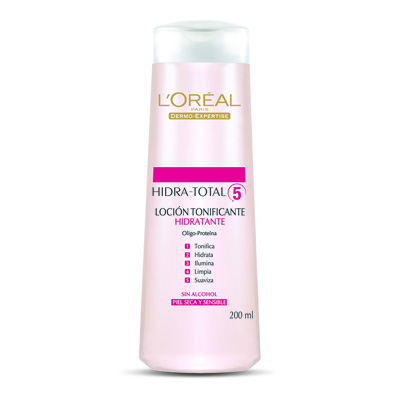 L'ORÉAL
PARIS
DERMO-EXPERTISE
HIDRA-TOTAL 5
LOCIÓN TONIFICANTE
HIDRATANTE
Oligo-Proteína
1 Tonifica
2 Hidrata
3 Ilumina
4 Limpia
5 Suaviza
SIN ALCOHOL
PIEL SECA Y SENSIBLE
200 ml